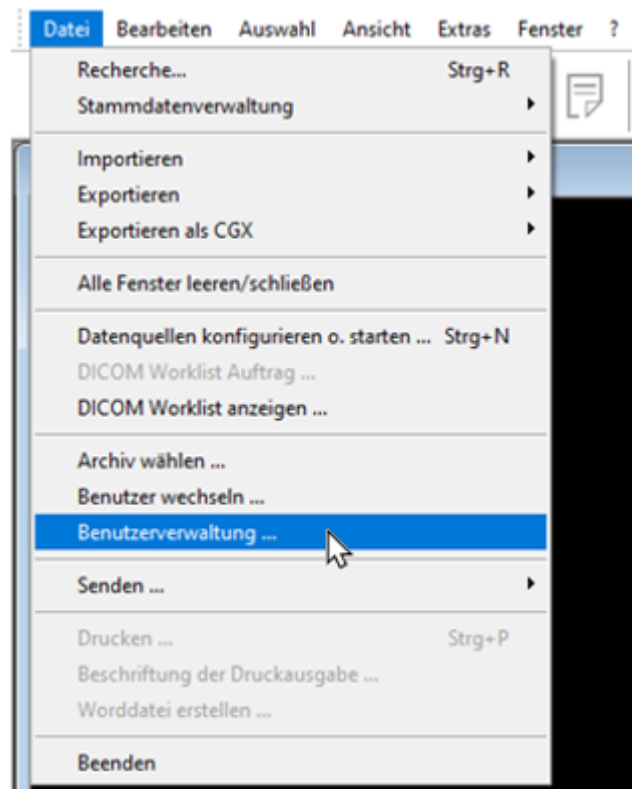 Datei Bearbeiten Auswahl Ansicht Extras Fenster ?
Recherche... Strg+R
Stammdatenverwaltung
Importieren
Exportieren
Exportieren als CGX
Alle Fenster leeren/schließen
Datenquellen konfigurieren o. starten ... Strg+N
DICOM Worklist Auftrag ...
DICOM Worklist anzeigen ...
Archiv wählen ...
Benutzer wechseln ...
Benutzerverwaltung ...
Senden ...
Drucken ... Strg+P
Beschriftung der Druckausgabe ...
Worddatei erstellen ...
Beenden